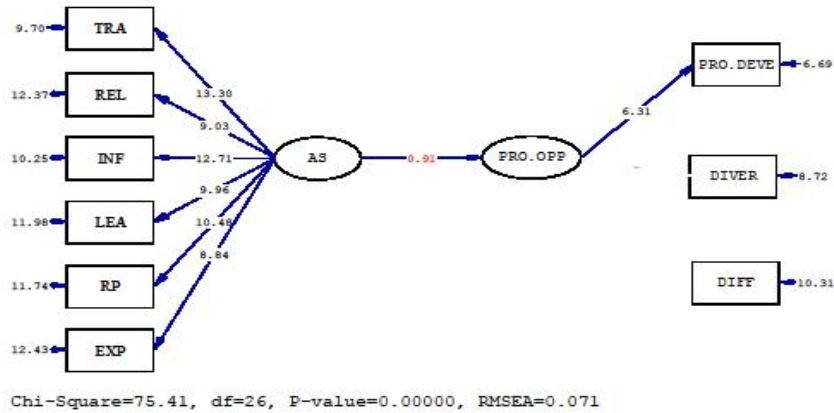 9.70 TRA
13.30
12.37 REL
9.03
10.25 INF
12.71
AS
0.91
PRO.OPP
6.31
PRO.DEVE 6.69
DIVER 8.72
DIFF 10.31
11.98 LEA
9.96
11.74 RP
10.48
12.43 EXP
8.84
Chi-Square=75.41, df=26, P-value=0.00000, RMSEA=0.071